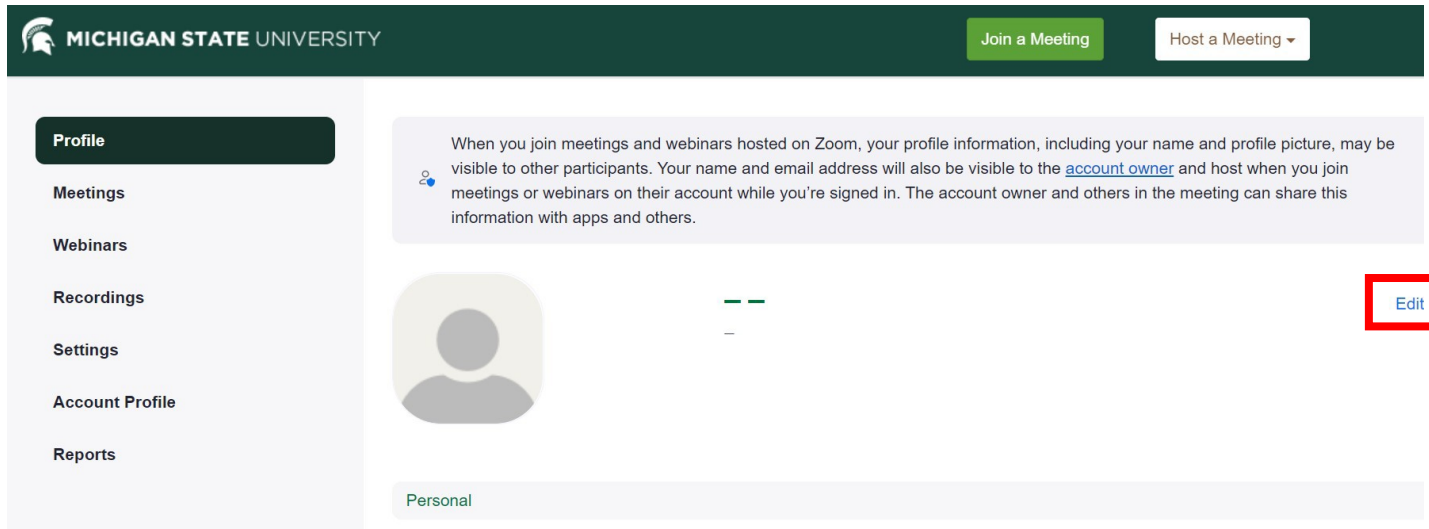 MICHIGAN STATE UNIVERSITY
Join a Meeting
Host a Meeting
Profile
Meetings
Webinars
Recordings
Settings
Account Profile
Reports
When you join meetings and webinars hosted on Zoom, your profile information, including your name and profile picture, may be
visible to other participants. Your name and email address will also be visible to the account owner and host when you join
meetings or webinars on their account while you're signed in. The account owner and others in the meeting can share this
information with apps and others.
Edit
Personal